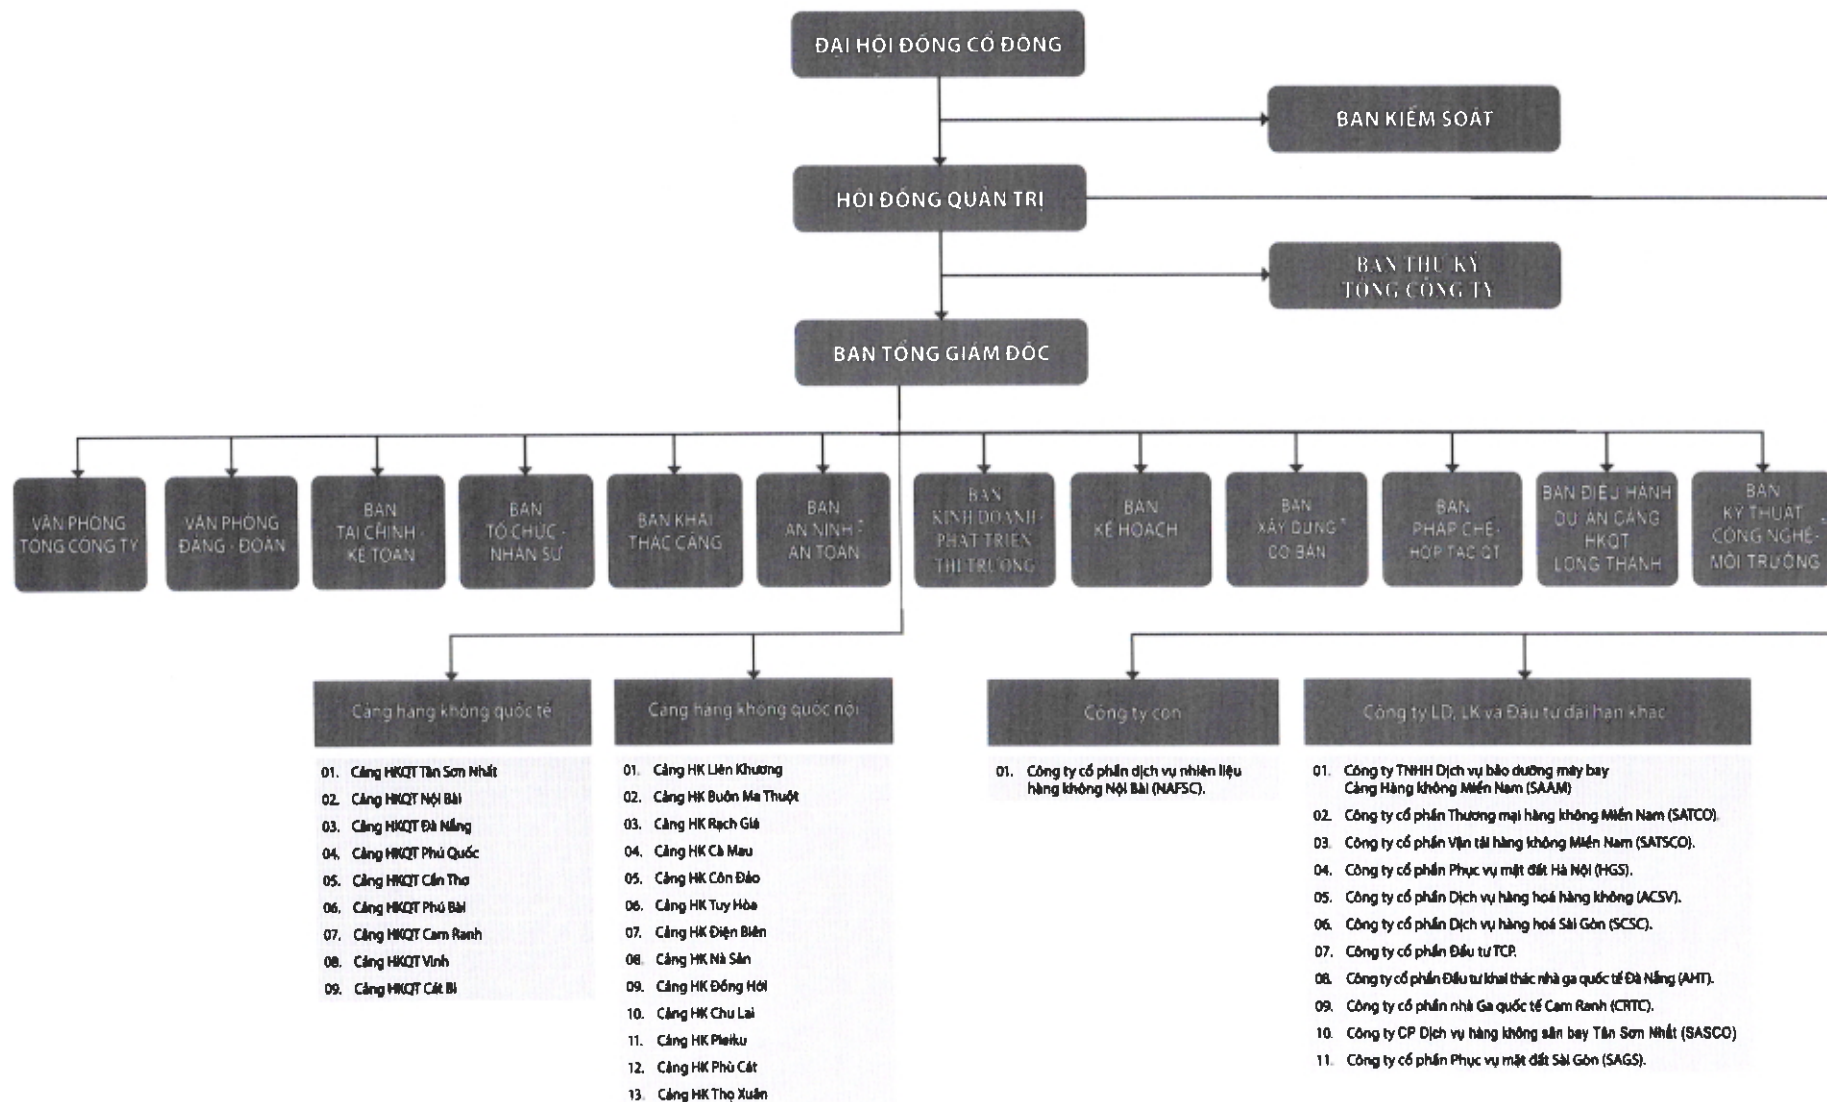 ĐẠI HỘI ĐỒNG CỔ ĐÔNG
BAN KIỂM SOÁT
HỘI ĐỒNG QUẢN TRỊ
BAN THƯ KÝ
TỔNG CÔNG TY
BAN TỔNG GIÁM ĐỐC
VĂN PHÒNG
TỔNG CÔNG TY
VĂN PHÒNG
ĐẢNG - ĐOÀN
BAN
TÀI CHÍNH -
KẾ TOÁN
BAN
TỔ CHỨC -
NHÂN SỰ
BAN KHAI
THÁC CẢNG
BAN
AN NINH -
AN TOÀN
BAN
KINH DOANH-
PHÁT TRIỂN
THỊ TRƯỜNG
BAN
KẾ HOẠCH
BAN
XÂY DỰNG
CƠ BẢN
BAN
PHÁP CHẾ-
HỢP TÁC QT
BAN ĐIỀU HÀNH
DỰ ÁN CẢNG
HKQT
LONG THÀNH
BAN
KỸ THUẬT
CÔNG NGHỆ-
MÔI TRƯỜNG
Cảng hàng không quốc tế
01. Cảng HKQT Tân Sơn Nhất
02. Cảng HKQT Nội Bài
03. Cảng HKQT Đà Nẵng
04. Cảng HKQT Phú Quốc
05. Cảng HKQT Cần Thơ
06. Cảng HKQT Phú Bài
07. Cảng HKQT Cam Ranh
08. Cảng HKQT Vinh
09. Cảng HKQT Cát Bi
Cảng hàng không quốc nội
01. Cảng HK Liên Khương
02. Cảng HK Buôn Ma Thuột
03. Cảng HK Rạch Giá
04. Cảng HK Cà Mau
05. Cảng HK Côn Đảo
06. Cảng HK Tuy Hòa
07. Cảng HK Điện Biên
08. Cảng HK Nà Sản
09. Cảng HK Đồng Hới
10. Cảng HK Chu Lai
11. Cảng HK Pleiku
12. Cảng HK Phù Cát
13. Cảng HK Thọ Xuân
Công ty con
01. Công ty cổ phần dịch vụ nhiên liệu
hàng không Nội Bài (NAFSC).
Công ty LD, LK và Đầu tư dài hạn khác
01. Công ty TNHH Dịch vụ bảo dưỡng máy bay
Cảng Hàng không Miền Nam (SAAM)
02. Công ty cổ phần Thương mại hàng không Miền Nam (SATCO).
03. Công ty cổ phần Vận tải hàng không Miền Nam (SATSCO).
04. Công ty cổ phần Phục vụ mặt đất Hà Nội (HGS).
05. Công ty cổ phần Dịch vụ hàng hoá hàng không (ACSV).
06. Công ty cổ phần Dịch vụ hàng hoá Sài Gòn (SCSC).
07. Công ty cổ phần Đầu tư TCP.
08. Công ty cổ phần Đầu tư khai thác nhà ga quốc tế Đà Nẵng (AHT).
09. Công ty cổ phần nhà Ga quốc tế Cam Ranh (CRTC).
10. Công ty CP Dịch vụ hàng không sân bay Tân Sơn Nhất (SASCO)
11. Công ty cổ phần Phục vụ mặt đất Sài Gòn (SAGS).